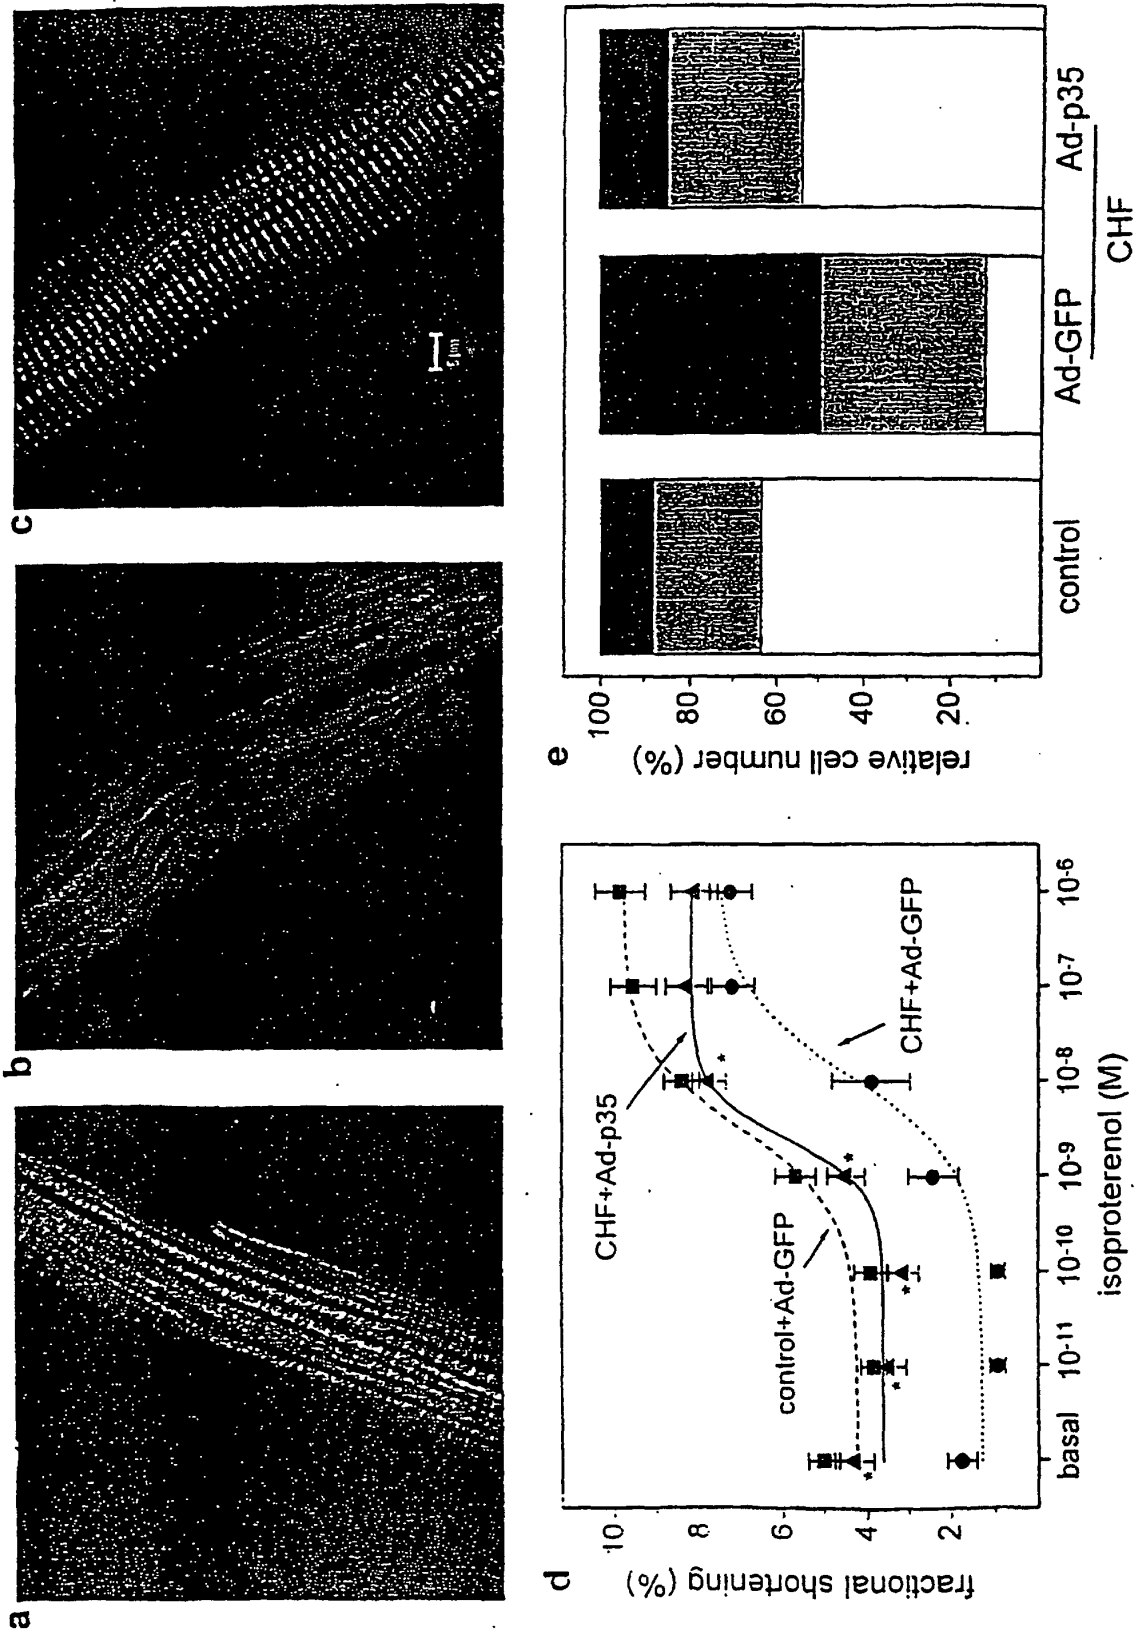 a
b
c
5µm
d
fractional shortening (%)
10
8
6
4
2
CHF+Ad-p35
control+Ad-GFP
CHF+Ad-GFP
*
*
*
*
*
basal
10-11
10-10
10-9
10-8
10-7
10-6
isoproterenol (M)
e
relative cell number (%)
100
80
60
40
20
control
Ad-GFP
Ad-p35
CHF